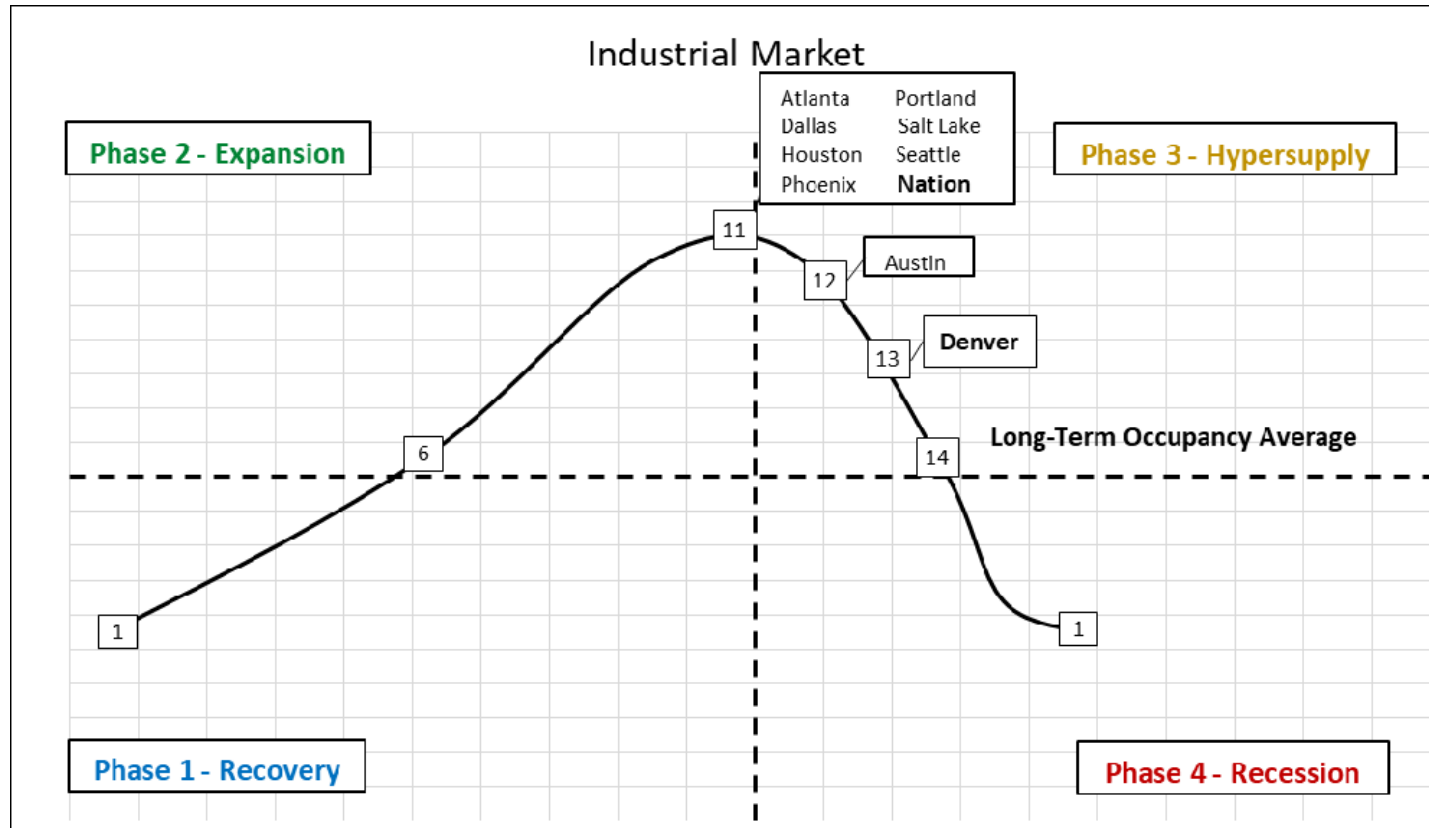 Industrial Market
Atlanta Portland
Dallas Salt Lake
Houston Seattle
Phoenix Nation
Phase 2 - Expansion
Phase 3 - Hypersupply
11
12
Austin
13
Denver
6
14
Long-Term Occupancy Average
1
1
Phase 1 - Recovery
Phase 4 - Recession